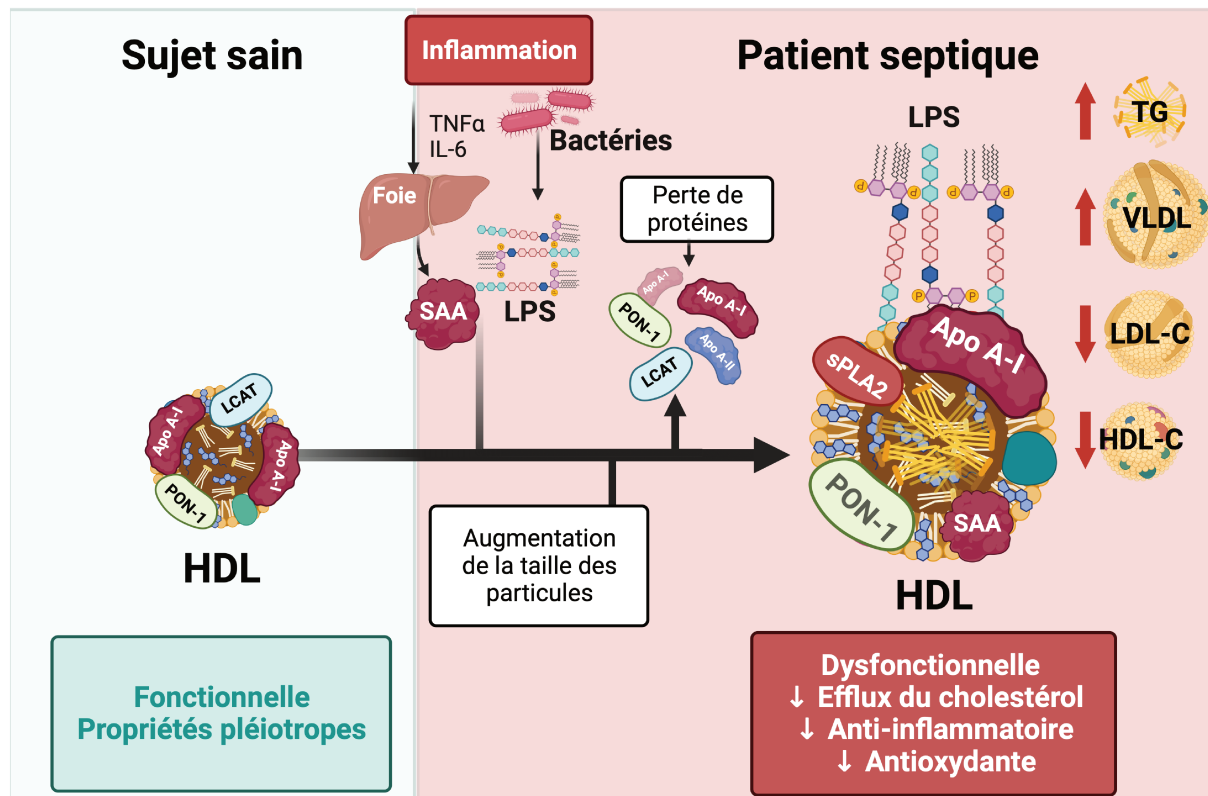 Sujet sain
Inflammation
Patient septique
TNFα
IL-6
Bactéries
Foie
SAA
LPS
Perte de
protéines
Apo A-I
Apo A-I
PON-1
Apo A-II
LCAT
LPS
P
P
P
P
P
P
TG
VLDL
LDL-C
HDL-C
Apo A-I
sPLA2
PON-1
SAA
HDL
LCAT
Apo A-I
Apo A-I
PON-1
HDL
Augmentation
de la taille des
particules
Fonctionnelle
Propriétés pléiotropes
Dysfonctionnelle
↓ Efflux du cholestérol
↓ Anti-inflammatoire
↓ Antioxydante